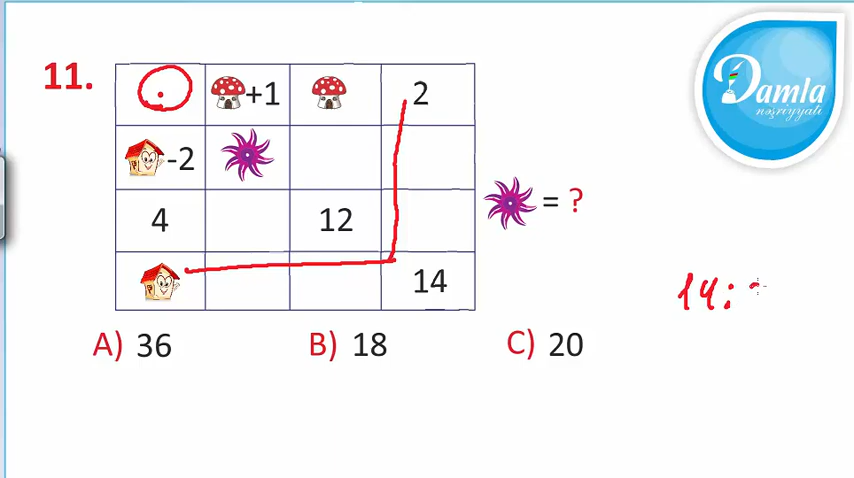 11.
+1 2
-2
4 12
= ?
14
14:
A) 36 B) 18 C) 20
Damla
nəşriyyatı